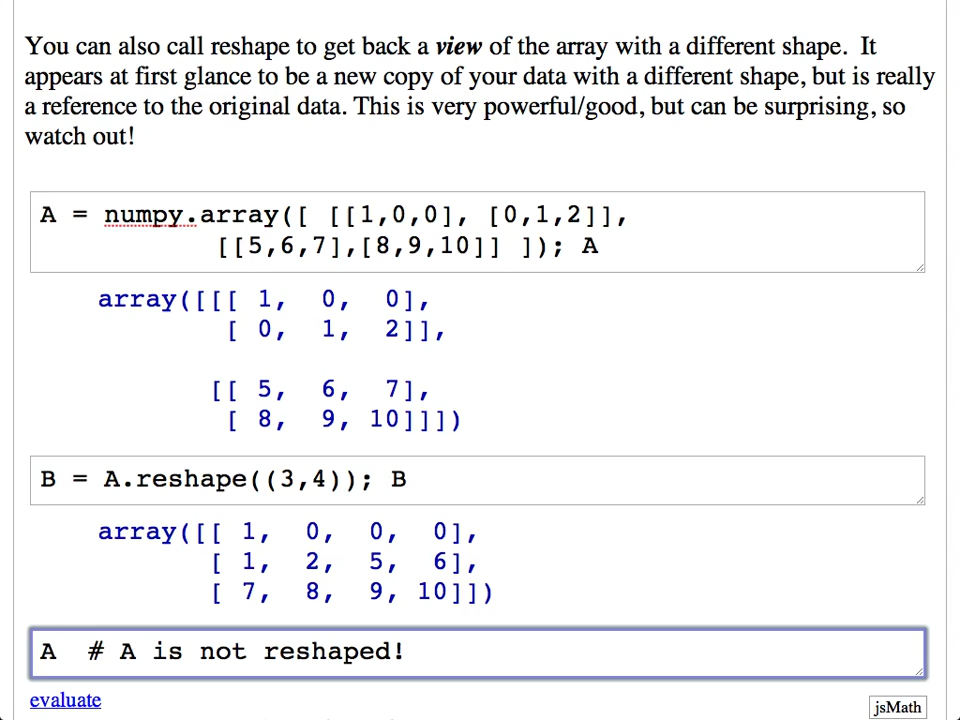 You can also call reshape to get back a view of the array with a different shape.  It
appears at first glance to be a new copy of your data with a different shape, but is really
a reference to the original data. This is very powerful/good, but can be surprising, so
watch out!
A = numpy.array([ [[1,0,0], [0,1,2]],
           [[5,6,7],[8,9,10]] ]); A
array([[[ 1,  0,  0],
        [ 0,  1,  2]],
       [[ 5,  6,  7],
        [ 8,  9, 10]]])
B = A.reshape((3,4)); B
array([[ 1,  0,  0,  0],
       [ 1,  2,  5,  6],
       [ 7,  8,  9, 10]])
A  # A is not reshaped!
evaluate
jsMath